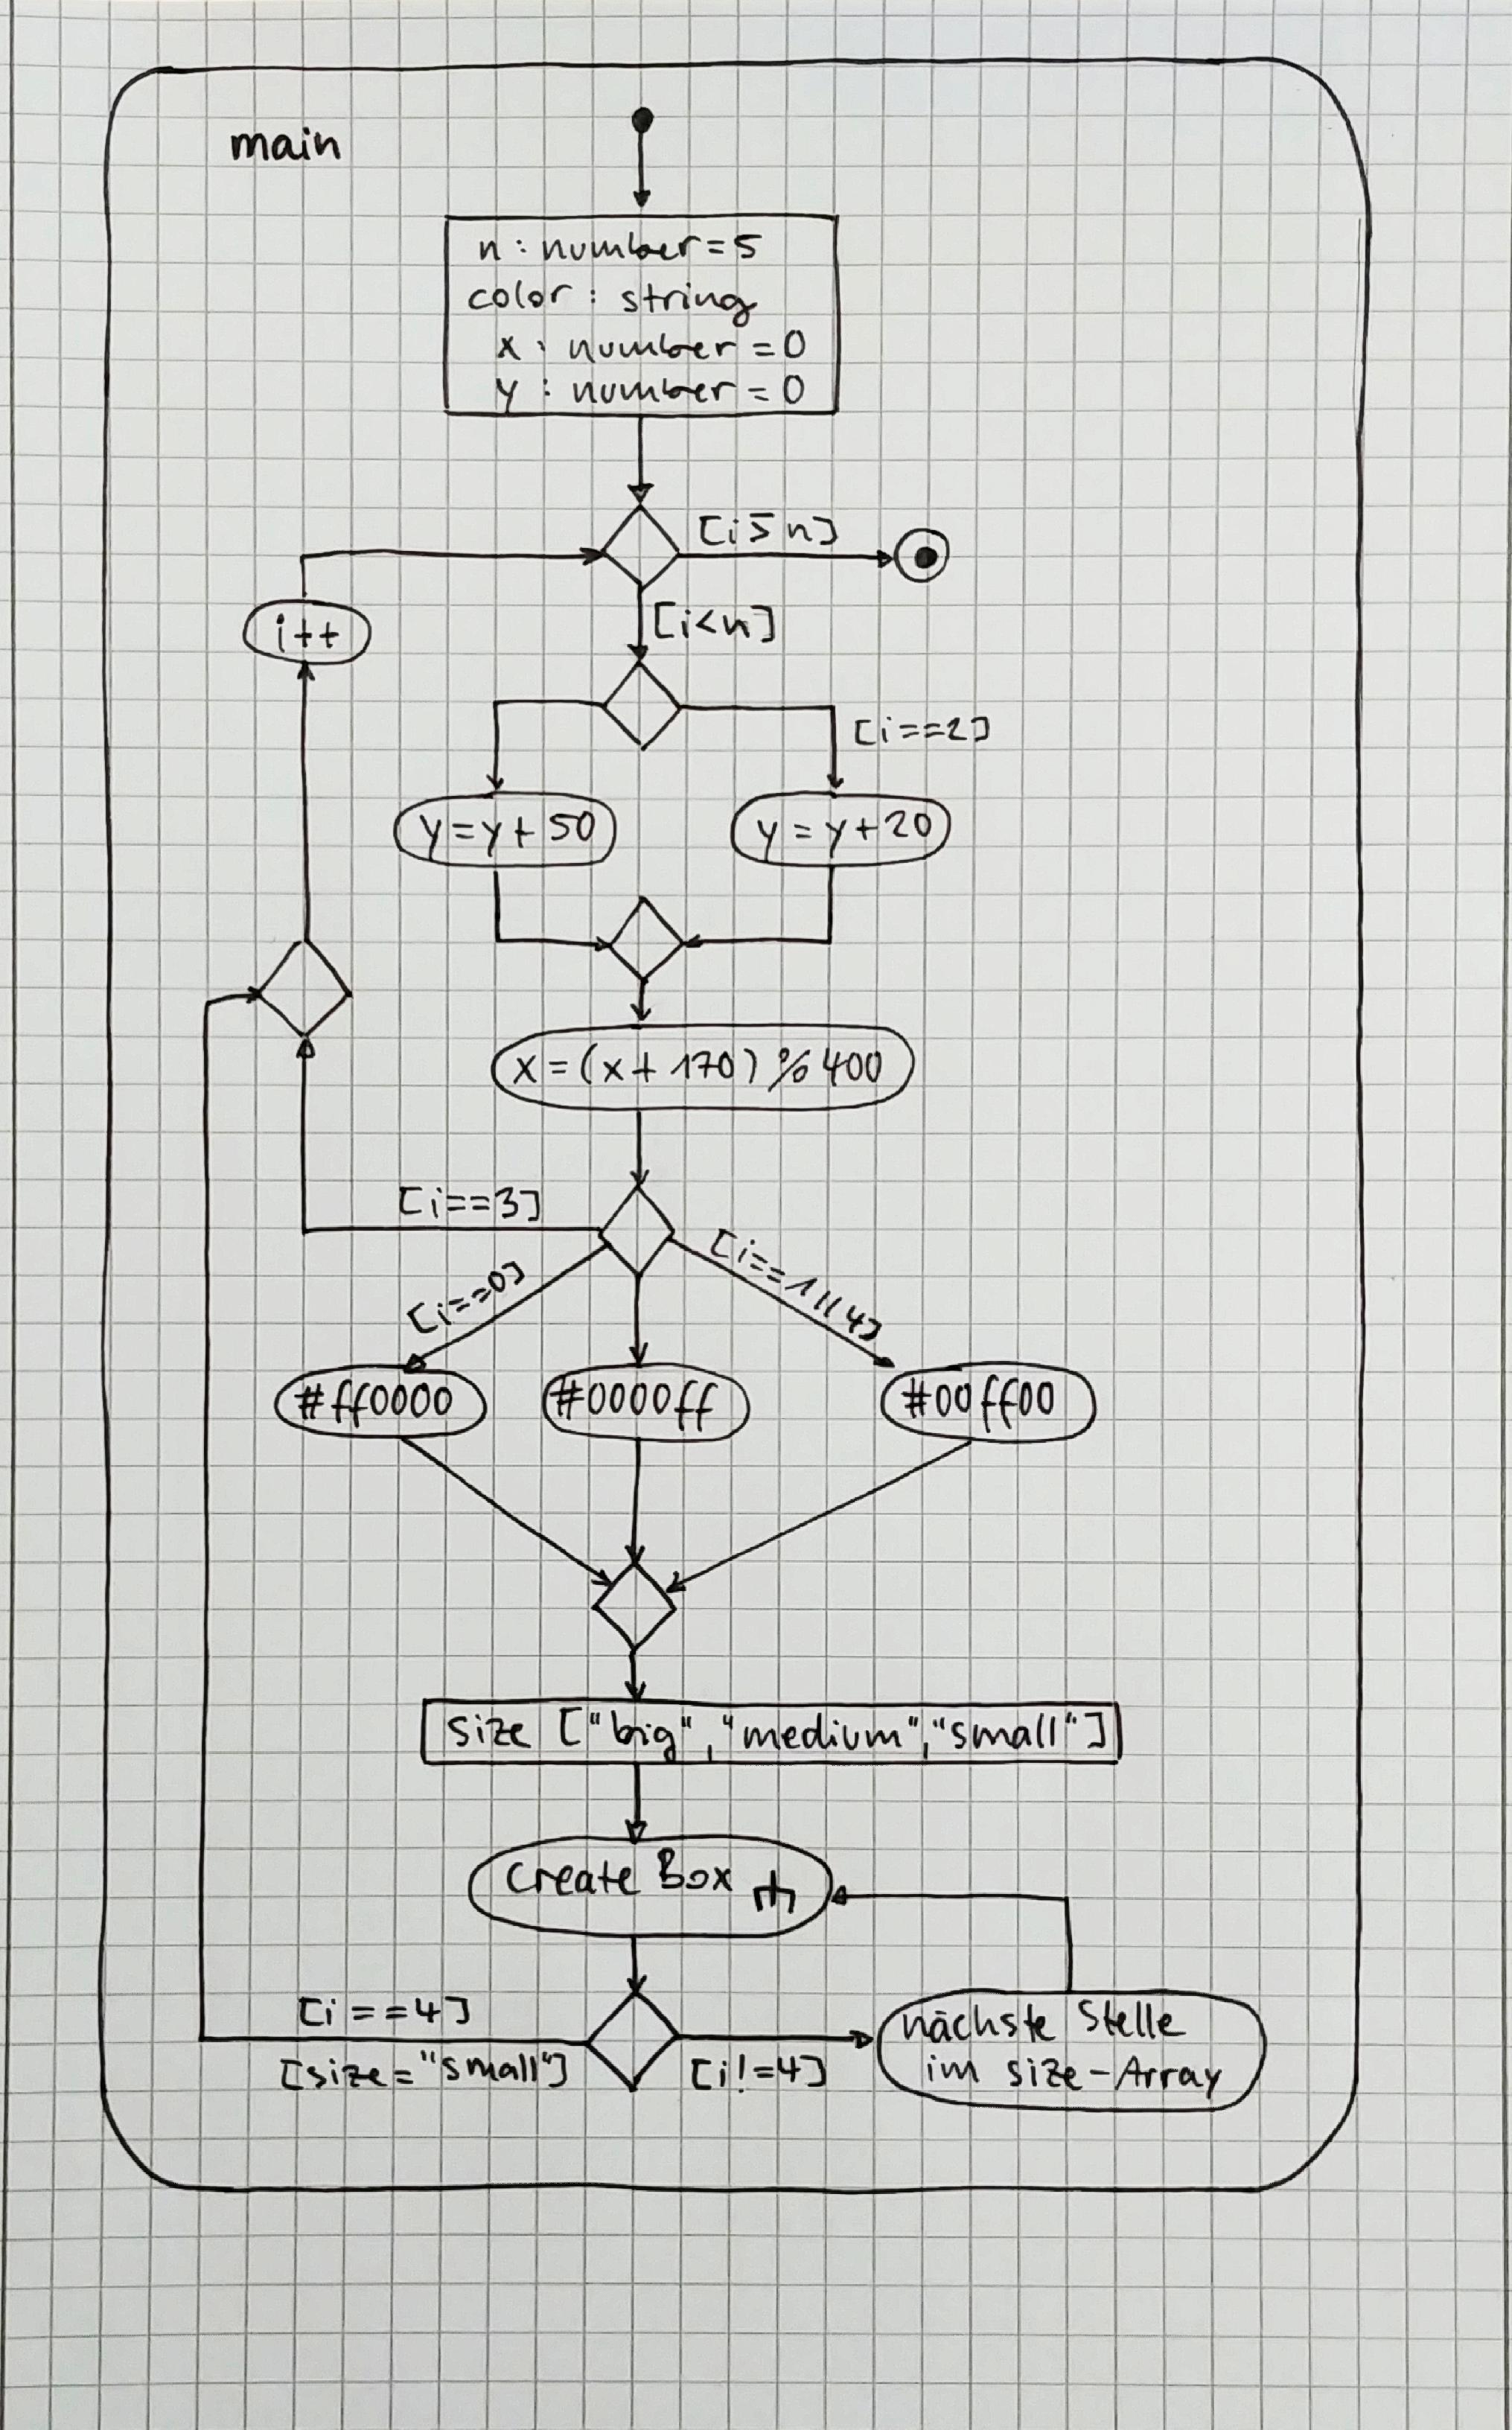 main
n : number = 5
color : string
x : number = 0
y : number = 0
[i ≥ n]
i++
[i<n]
[i==2]
y = y + 50
y = y + 20
x = (x + 170) % 400
[i==3]
[i==0]
[i==1||4]
#ff0000
#0000ff
#00ff00
size ["big", "medium", "small"]
create Box
[i==4]
[size="small"]
[i!=4]
nächste Stelle
im size-Array